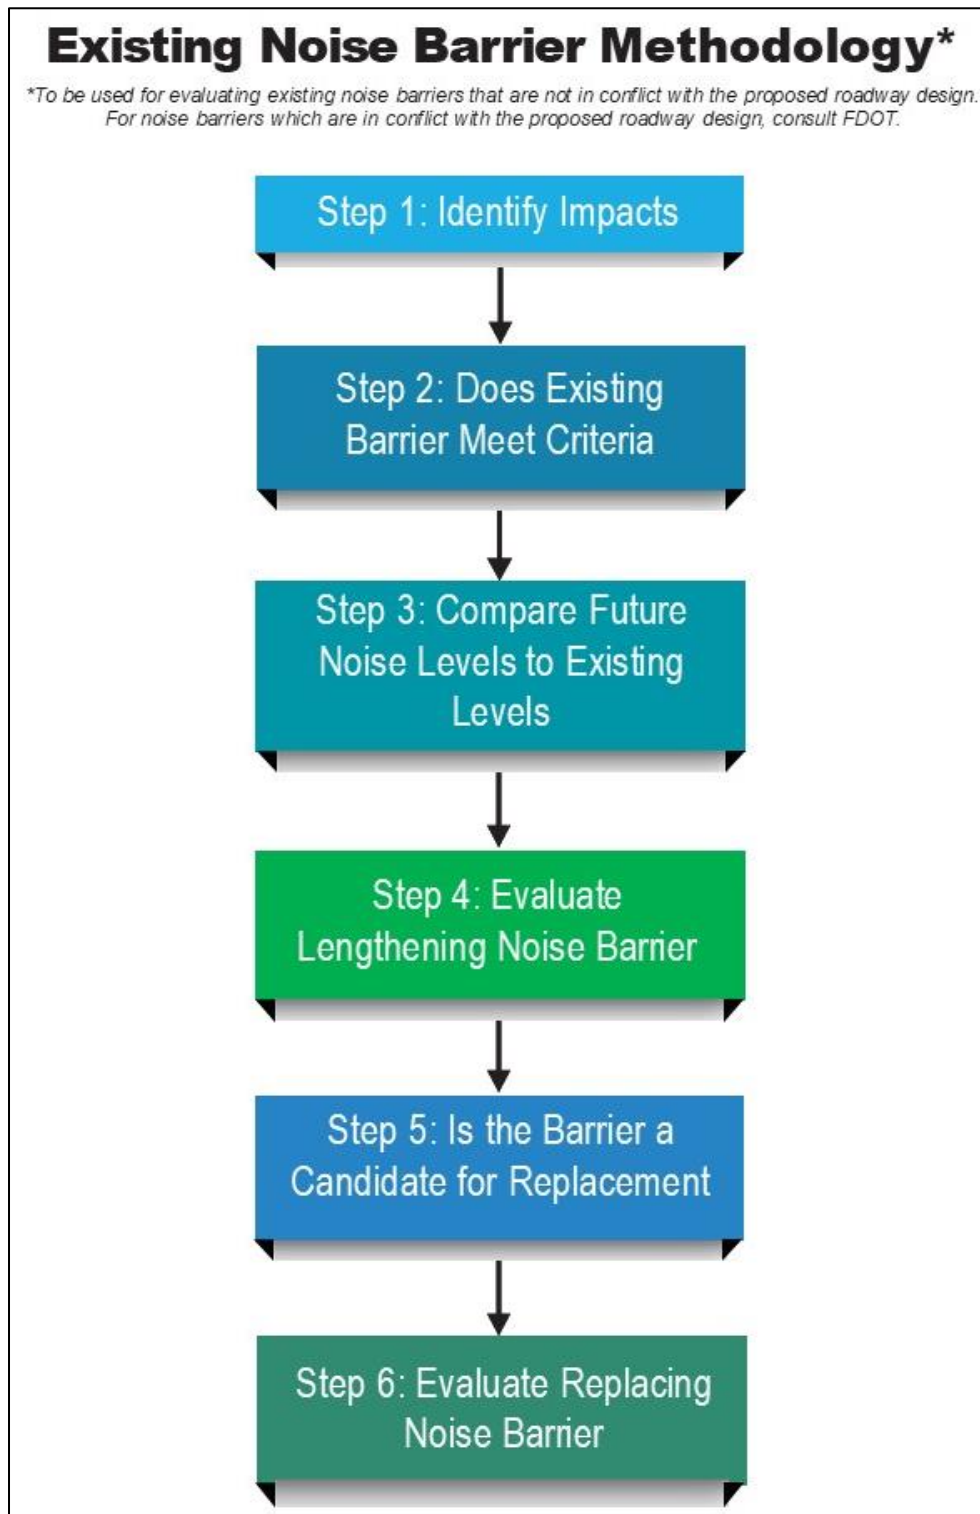 Existing Noise Barrier Methodology*
*To be used for evaluating existing noise barriers that are not in conflict with the proposed roadway design.
For noise barriers which are in conflict with the proposed roadway design, consult FDOT.
Step 1: Identify Impacts
Step 2: Does Existing
Barrier Meet Criteria
Step 3: Compare Future
Noise Levels to Existing
Levels
Step 4: Evaluate
Lengthening Noise Barrier
Step 5: Is the Barrier a
Candidate for Replacement
Step 6: Evaluate Replacing
Noise Barrier